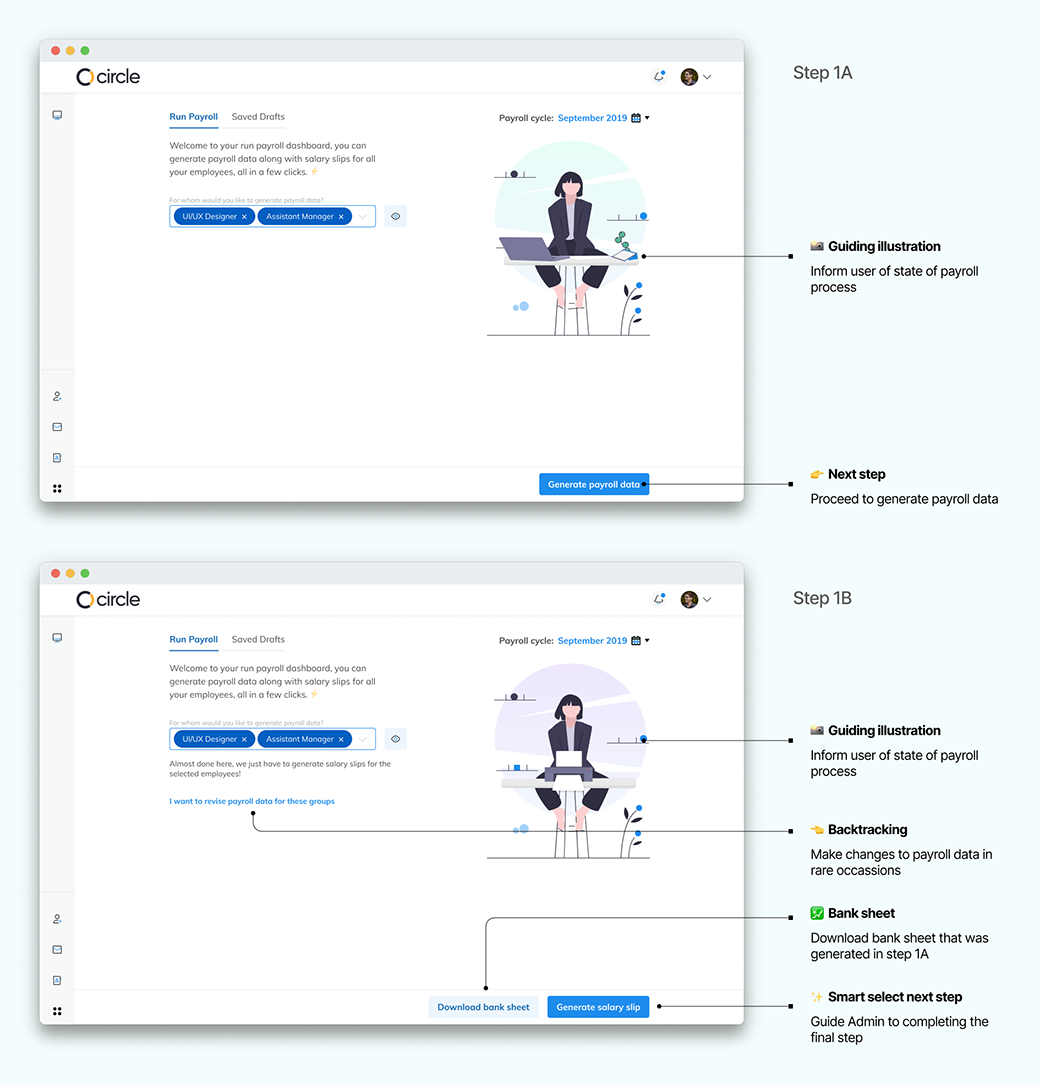 circle
Step 1A
Run Payroll
Saved Drafts
Payroll cycle: September 2019
Welcome to your run payroll dashboard, you can
generate payroll data along with salary slips for all
your employees, all in a few clicks. ⚡
For whom would you like to generate payroll data?
UI/UX Designer ×
Assistant Manager ×
📸 Guiding illustration
Inform user of state of payroll
process
Generate payroll data
👉 Next step
Proceed to generate payroll data
circle
Step 1B
Run Payroll
Saved Drafts
Payroll cycle: September 2019
Welcome to your run payroll dashboard, you can
generate payroll data along with salary slips for all
your employees, all in a few clicks. ⚡
For whom would you like to generate payroll data?
UI/UX Designer ×
Assistant Manager ×
Almost done here, we just have to generate salary slips for the
selected employees!
I want to revise payroll data for these groups
📸 Guiding illustration
Inform user of state of payroll
process
👈 Backtracking
Make changes to payroll data in
rare occassions
💹 Bank sheet
Download bank sheet that was
generated in step 1A
Download bank sheet
Generate salary slip
✨ Smart select next step
Guide Admin to completing the
final step